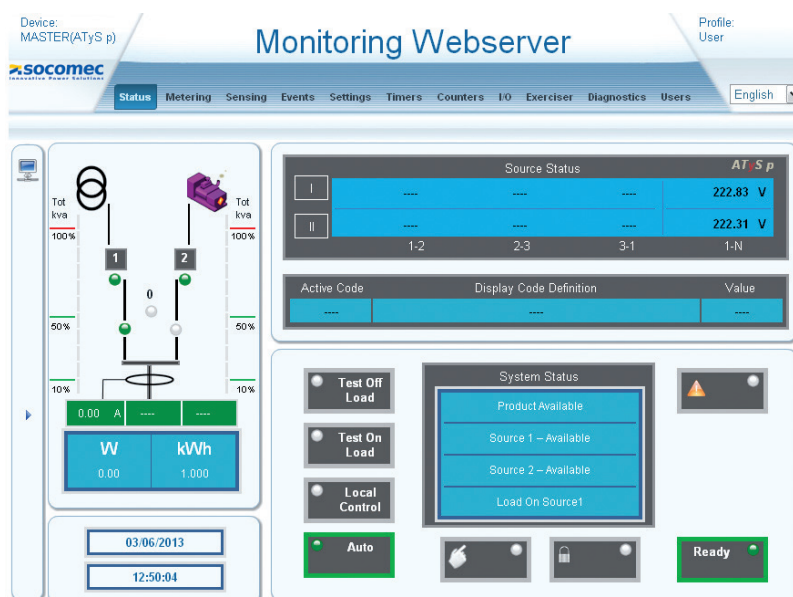 Device:
MASTER(ATyS p)
Monitoring Webserver
Profile:
User
socomec
Innovative Power Solutions
Status Metering Sensing Events Settings Timers Counters I/O Exerciser Diagnostics Users
English
Tot
kva
100%
50%
10%
Tot
kva
100%
50%
10%
1
2
0
0.00 A ---- ----
W kWh
0.00 1.000
03/06/2013
12:50:04
Source Status
ATyS p
I ---- ---- ---- 222.83 V
II ---- ---- ---- 222.31 V
1-2 2-3 3-1 1-N
Active Code Display Code Definition Value
---- ---- ----
Test Off
Load
Test On
Load
Local
Control
Auto
System Status
Product Available
Source 1 – Available
Source 2 – Available
Load On Source1
Ready